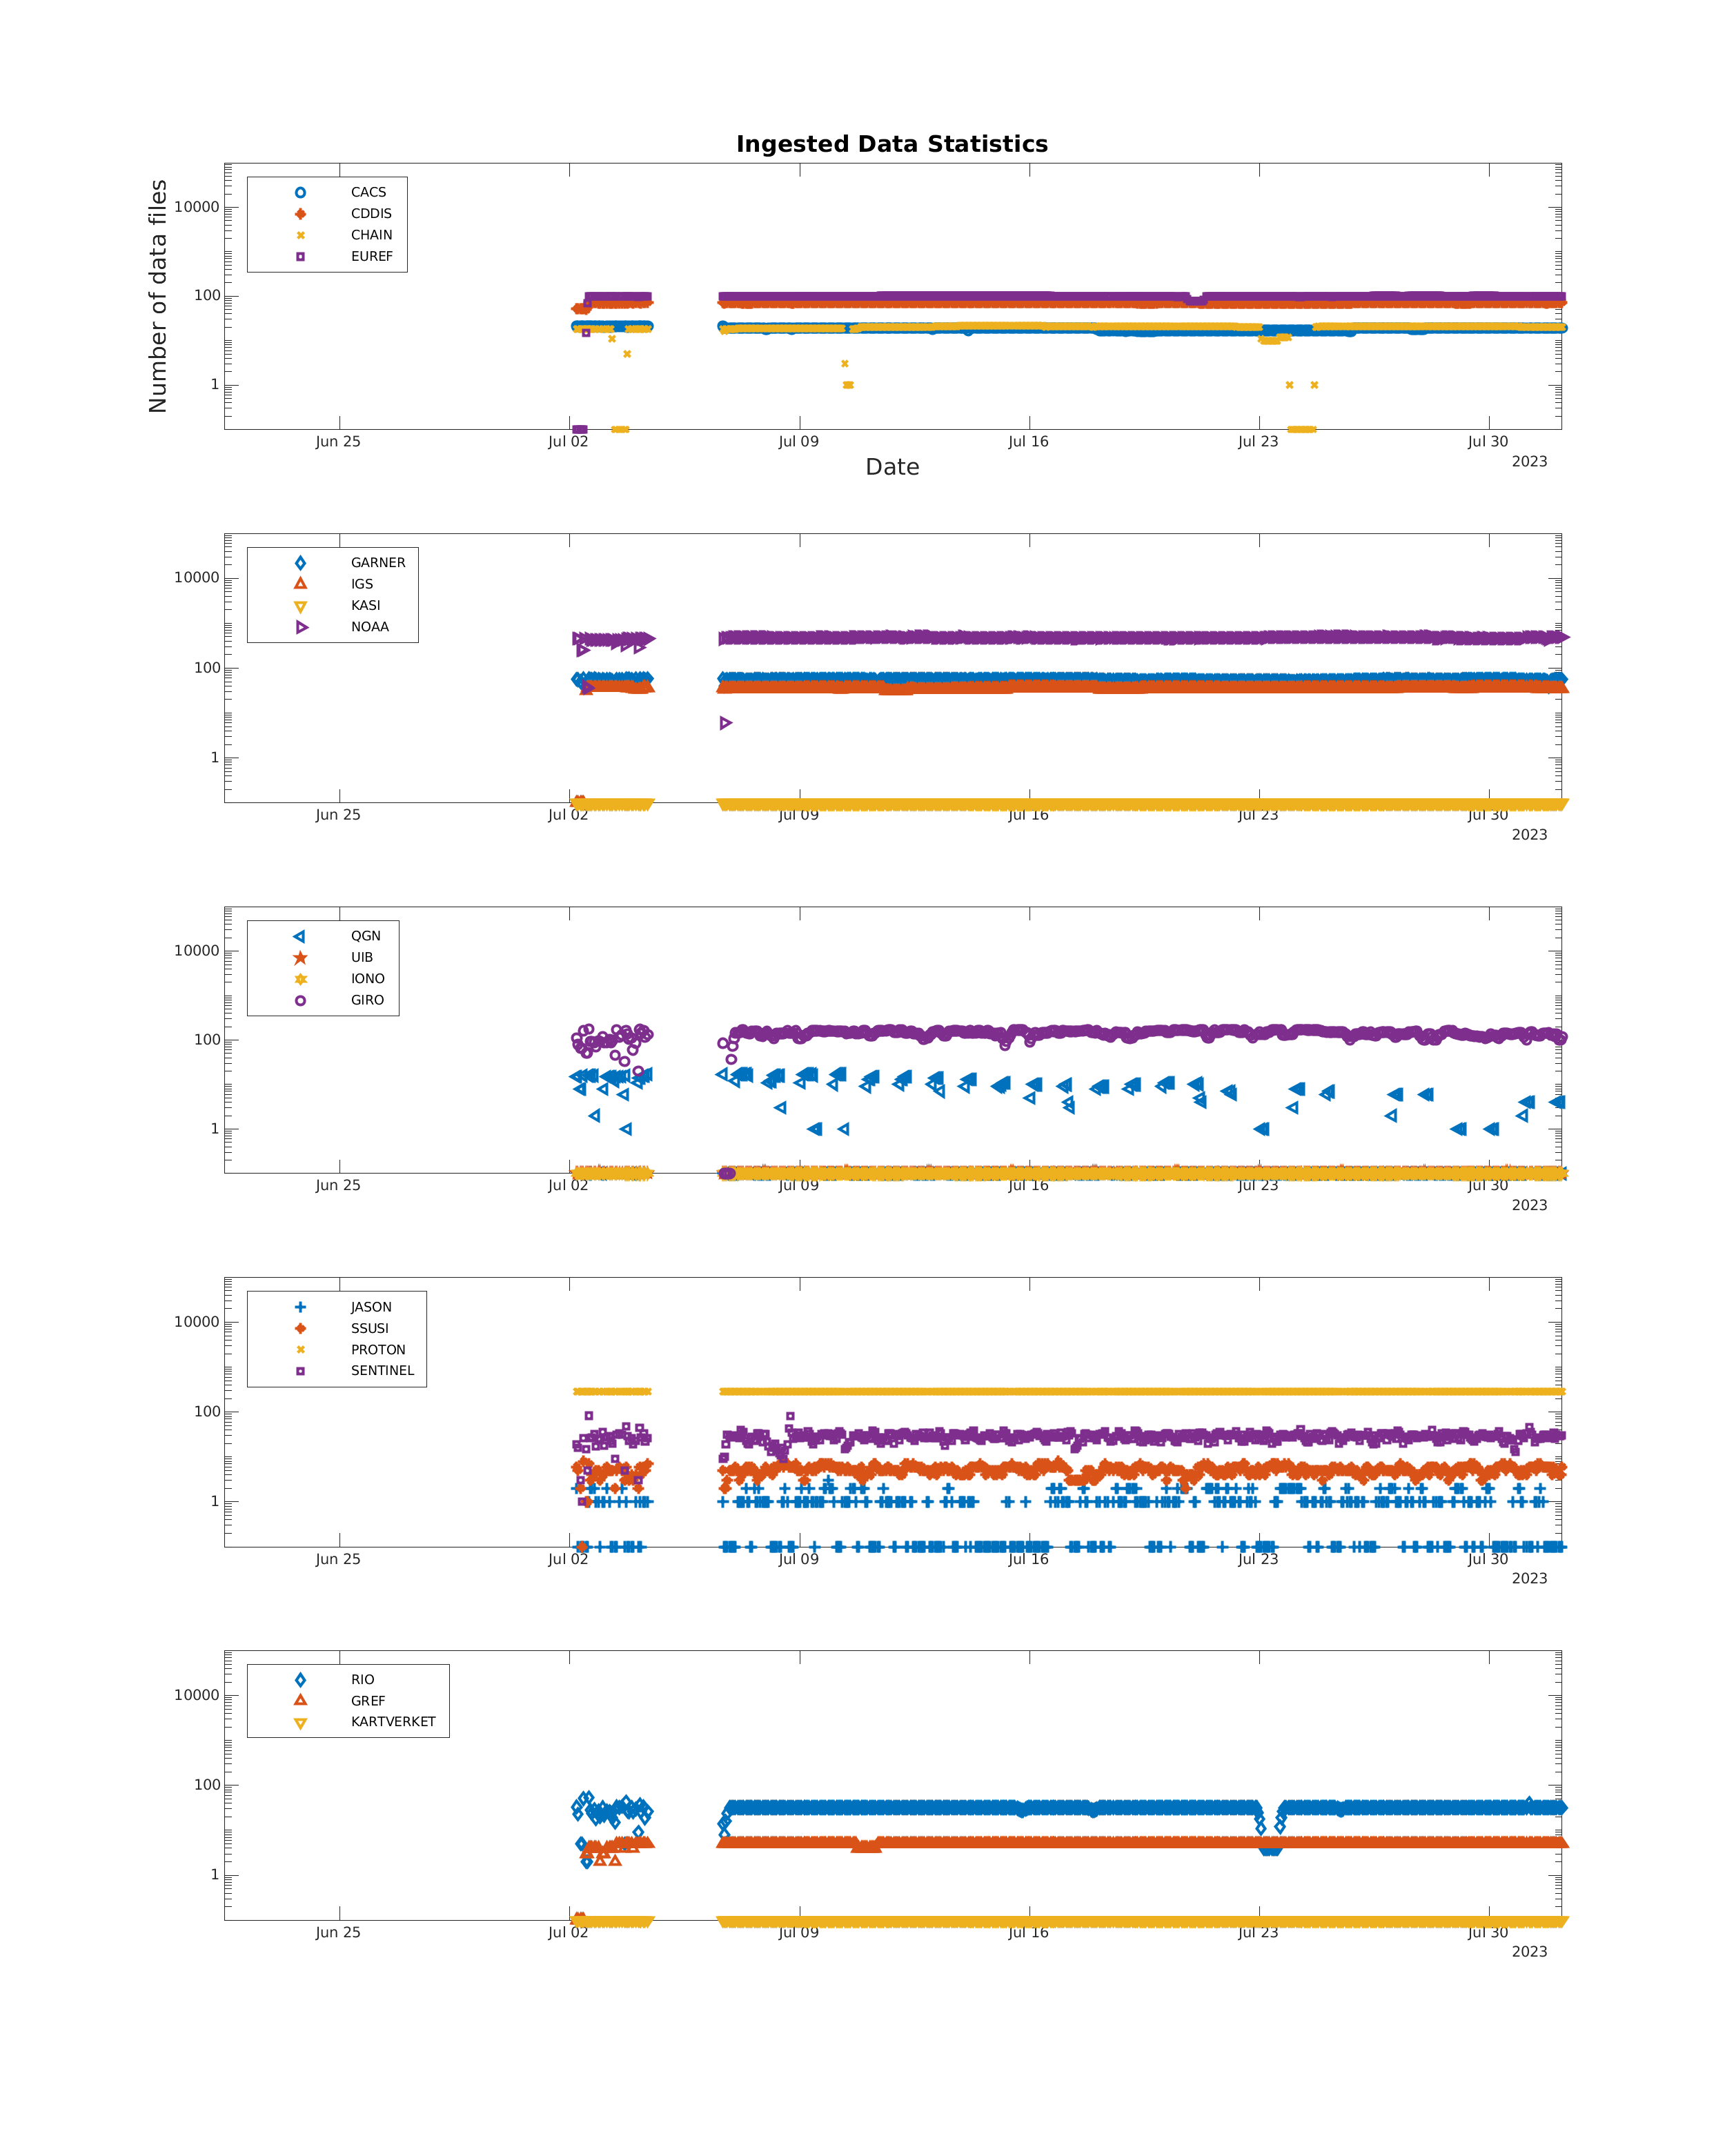 Ingested Data Statistics
Number of data files
10000
100
1
CACS
CDDIS
CHAIN
EUREF
Jun 25
Jul 02
Jul 09
Jul 16
Jul 23
Jul 30
2023
Date
10000
100
1
GARNER
IGS
KASI
NOAA
Jun 25
Jul 02
Jul 09
Jul 16
Jul 23
Jul 30
2023
10000
100
1
QGN
UIB
IONO
GIRO
Jun 25
Jul 02
Jul 09
Jul 16
Jul 23
Jul 30
2023
10000
100
1
JASON
SSUSI
PROTON
SENTINEL
Jun 25
Jul 02
Jul 09
Jul 16
Jul 23
Jul 30
2023
10000
100
1
RIO
GREF
KARTVERKET
Jun 25
Jul 02
Jul 09
Jul 16
Jul 23
Jul 30
2023